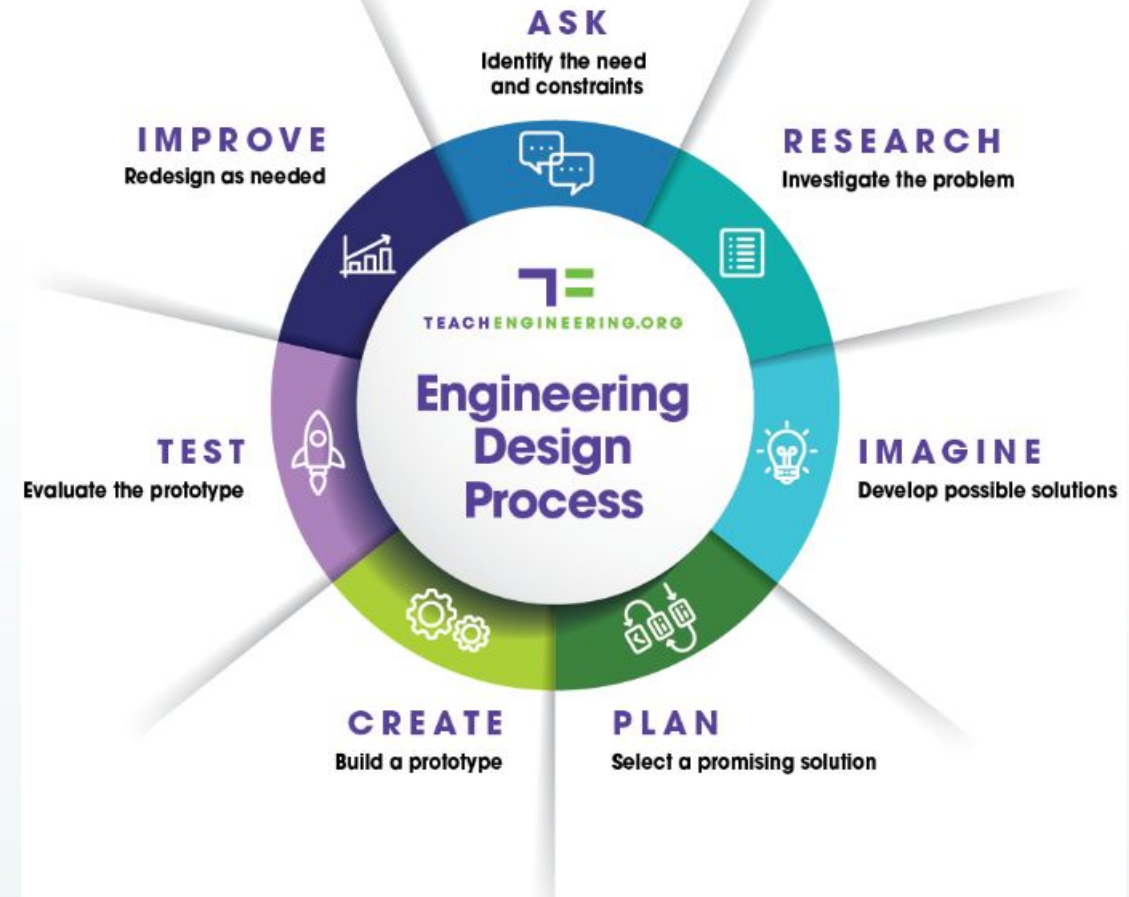 ASK
Identify the need
and constraints
RESEARCH
Investigate the problem
IMAGINE
Develop possible solutions
PLAN
Select a promising solution
CREATE
Build a prototype
TEST
Evaluate the prototype
IMPROVE
Redesign as needed
TEACHENGINEERING.ORG
Engineering
Design
Process